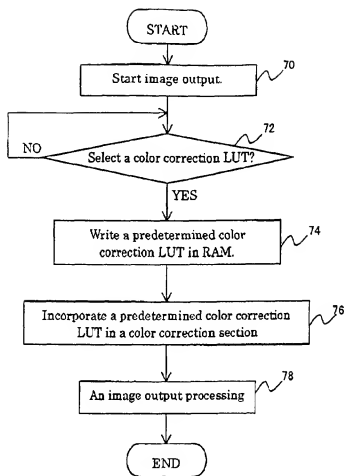 START
Start image output.
70
72
Select a color correction LUT?
NO
YES
Write a predetermined color
correction LUT in RAM.
74
Incorporate a predetermined color correction
LUT in a color correction section
76
78
An image output processing
END